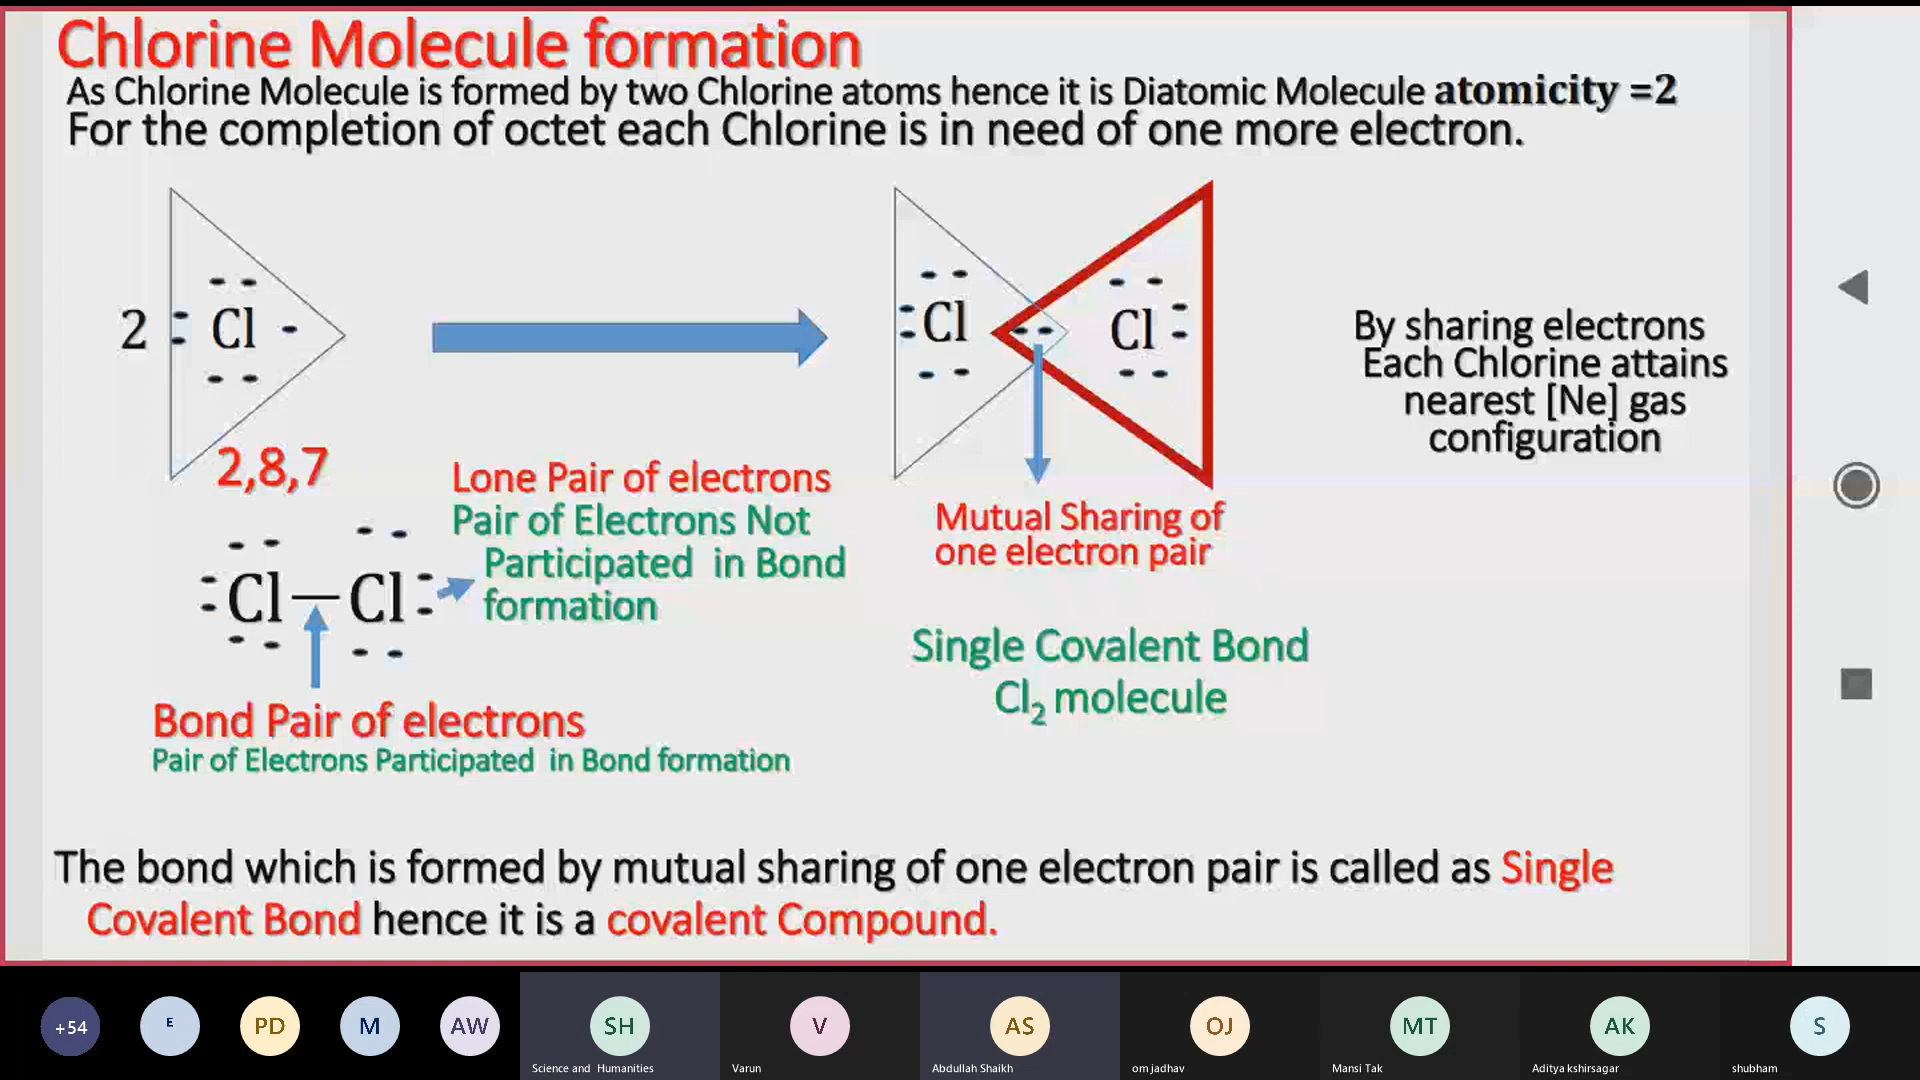 Chlorine Molecule formation
As Chlorine Molecule is formed by two Chlorine atoms hence it is Diatomic Molecule atomicity =2
For the completion of octet each Chlorine is in need of one more electron.
2 Cl
Cl Cl
By sharing electrons
Each Chlorine attains
nearest [Ne] gas
configuration
2,8,7
Lone Pair of electrons
Pair of Electrons Not
Participated in Bond
formation
Cl—Cl
Mutual Sharing of
one electron pair
Single Covalent Bond
Cl₂ molecule
Bond Pair of electrons
Pair of Electrons Participated in Bond formation
The bond which is formed by mutual sharing of one electron pair is called as Single
Covalent Bond hence it is a covalent Compound.
+54
E
PD
M
AW
SH
Science and Humanities
V
Varun
AS
Abdullah Shaikh
OJ
om jadhav
MT
Mansi Tak
AK
Aditya kshirsagar
S
shubham